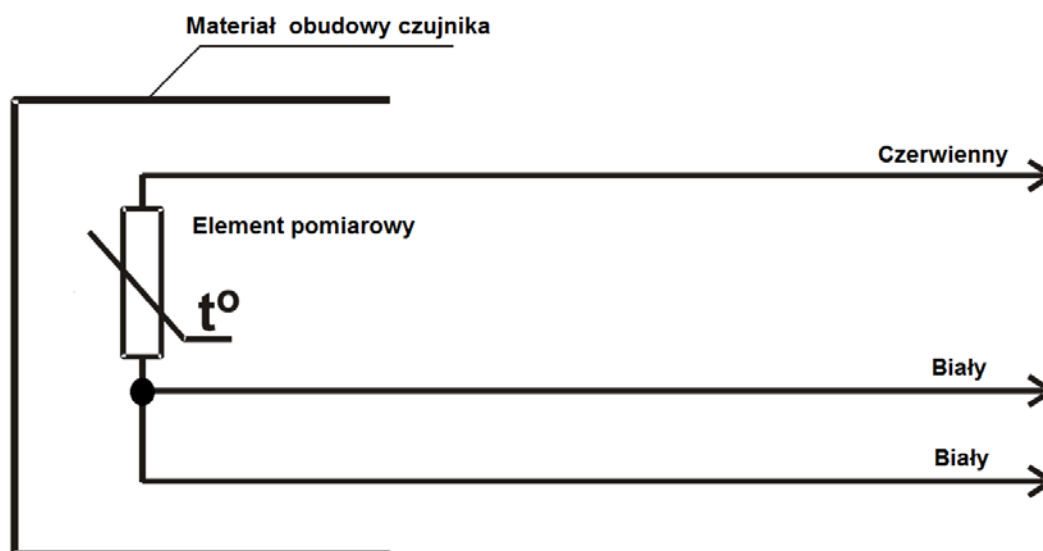 Materiał obudowy czujnika
Czerwienny
Element pomiarowy
tº
Biały
Biały